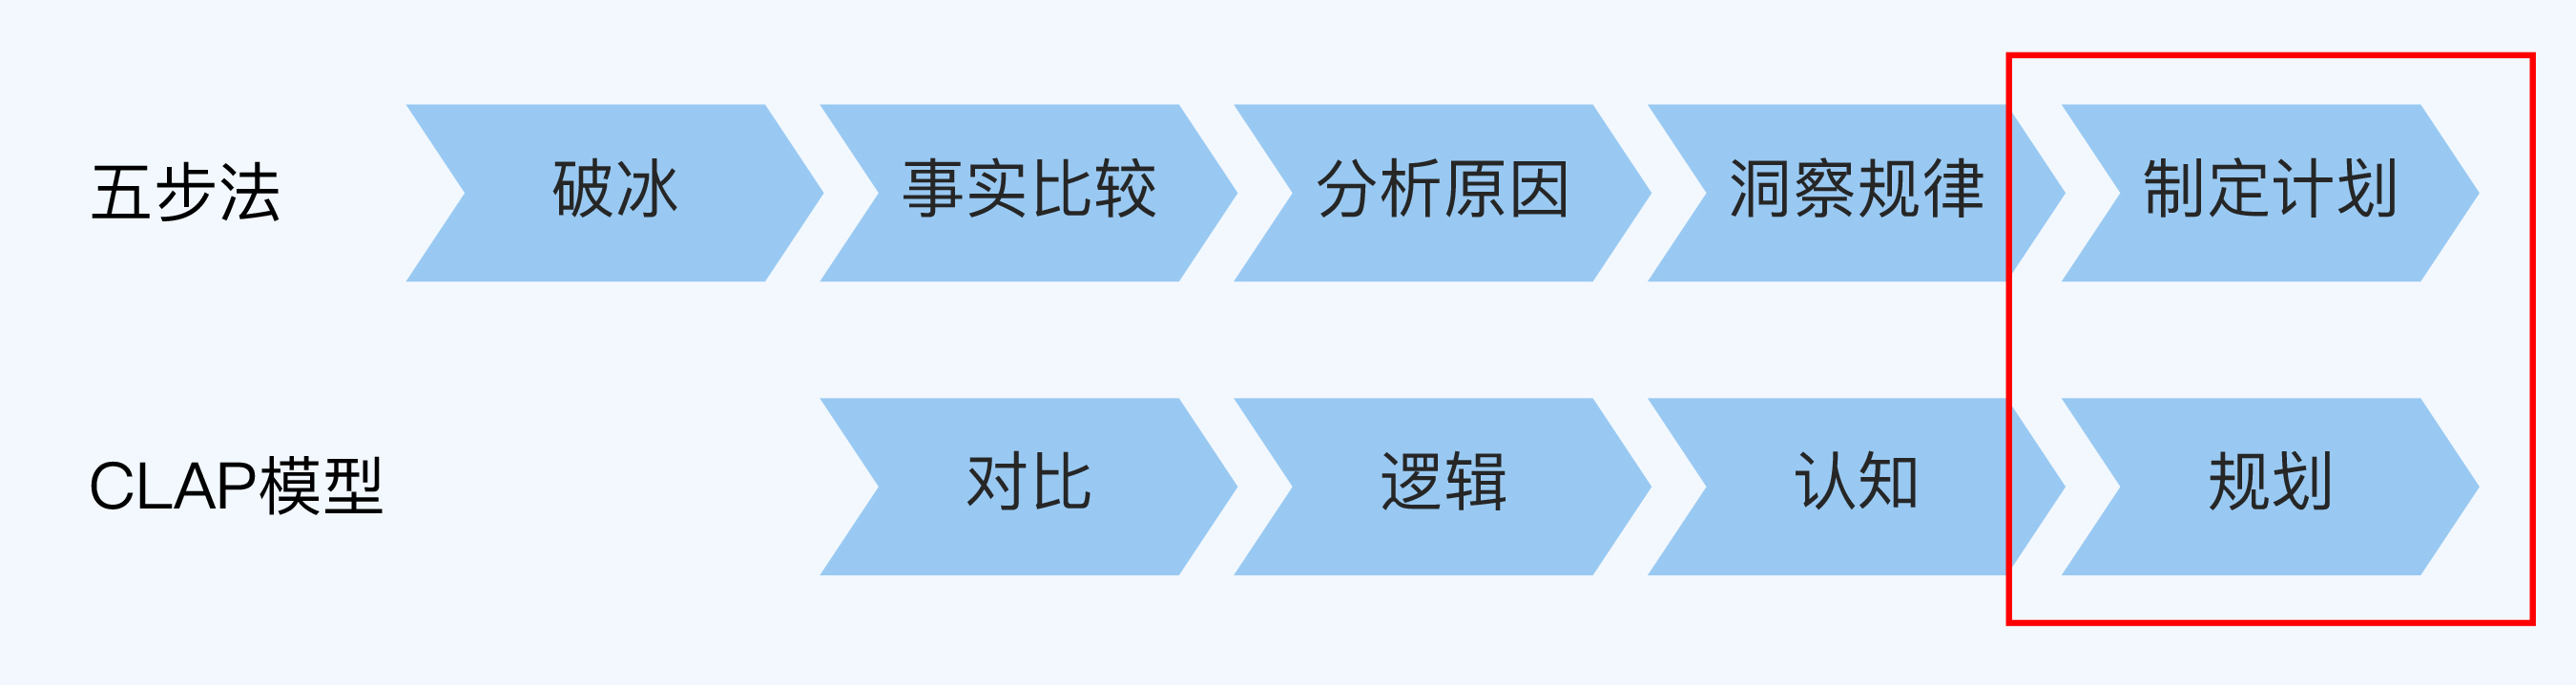 五步法 破冰 事实比较 分析原因 洞察规律 制定计划
CLAP模型 对比 逻辑 认知 规划